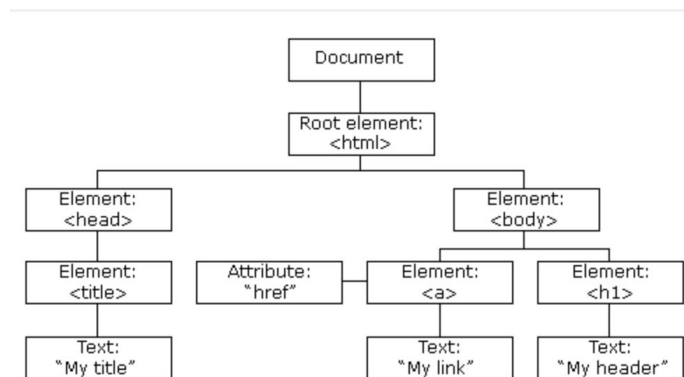 Document
Root element:
<html>
Element:
<head>
Element:
<body>
Element:
<title>
Attribute:
“href”
Element:
<a>
Element:
<h1>
Text:
“My title”
Text:
“My link”
Text:
“My header”